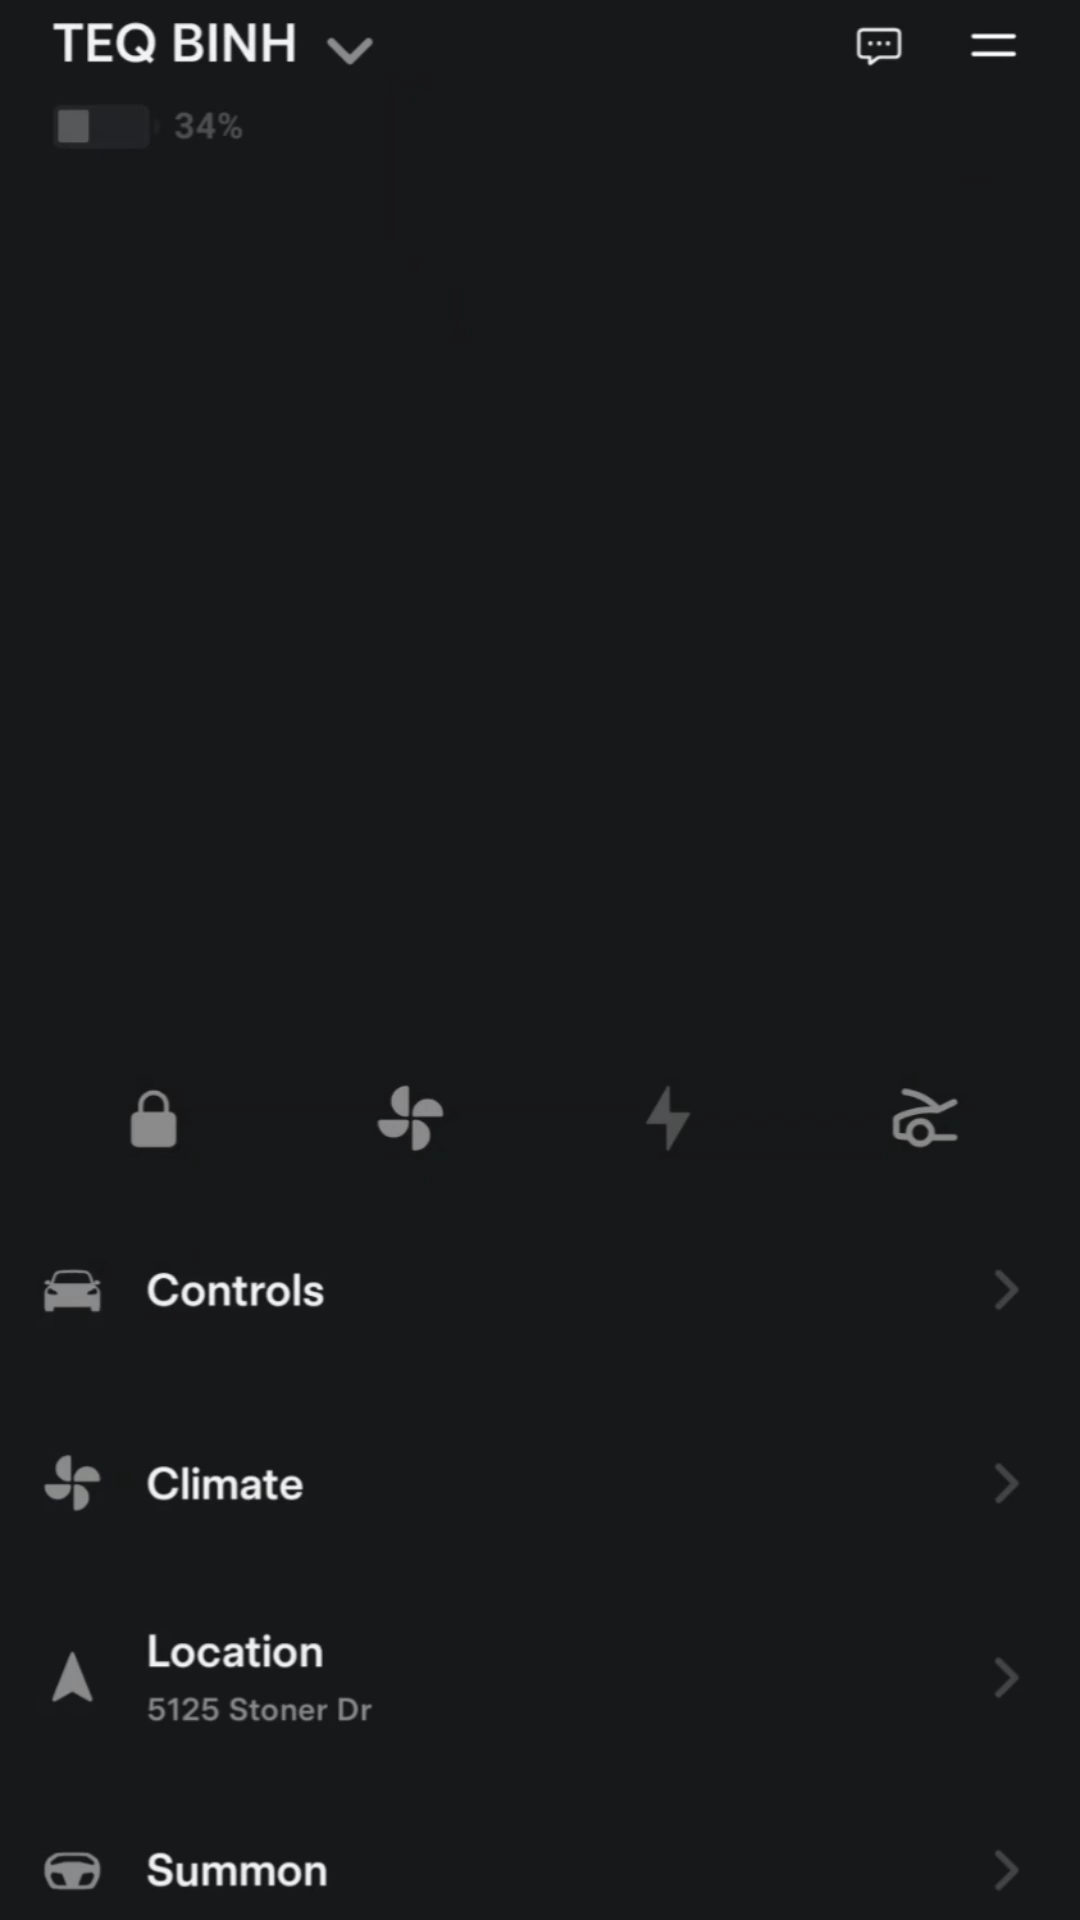 TEQ BINH
34%
Controls
Climate
Location
5125 Stoner Dr
Summon